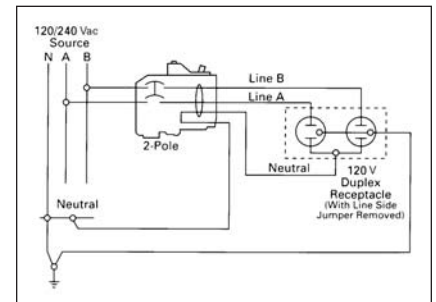 120/240 Vac
Source
N A B
Line B
Line A
2-Pole
Neutral
120 V
Duplex
Receptacle
(With Line Side
Jumper Removed)
Neutral